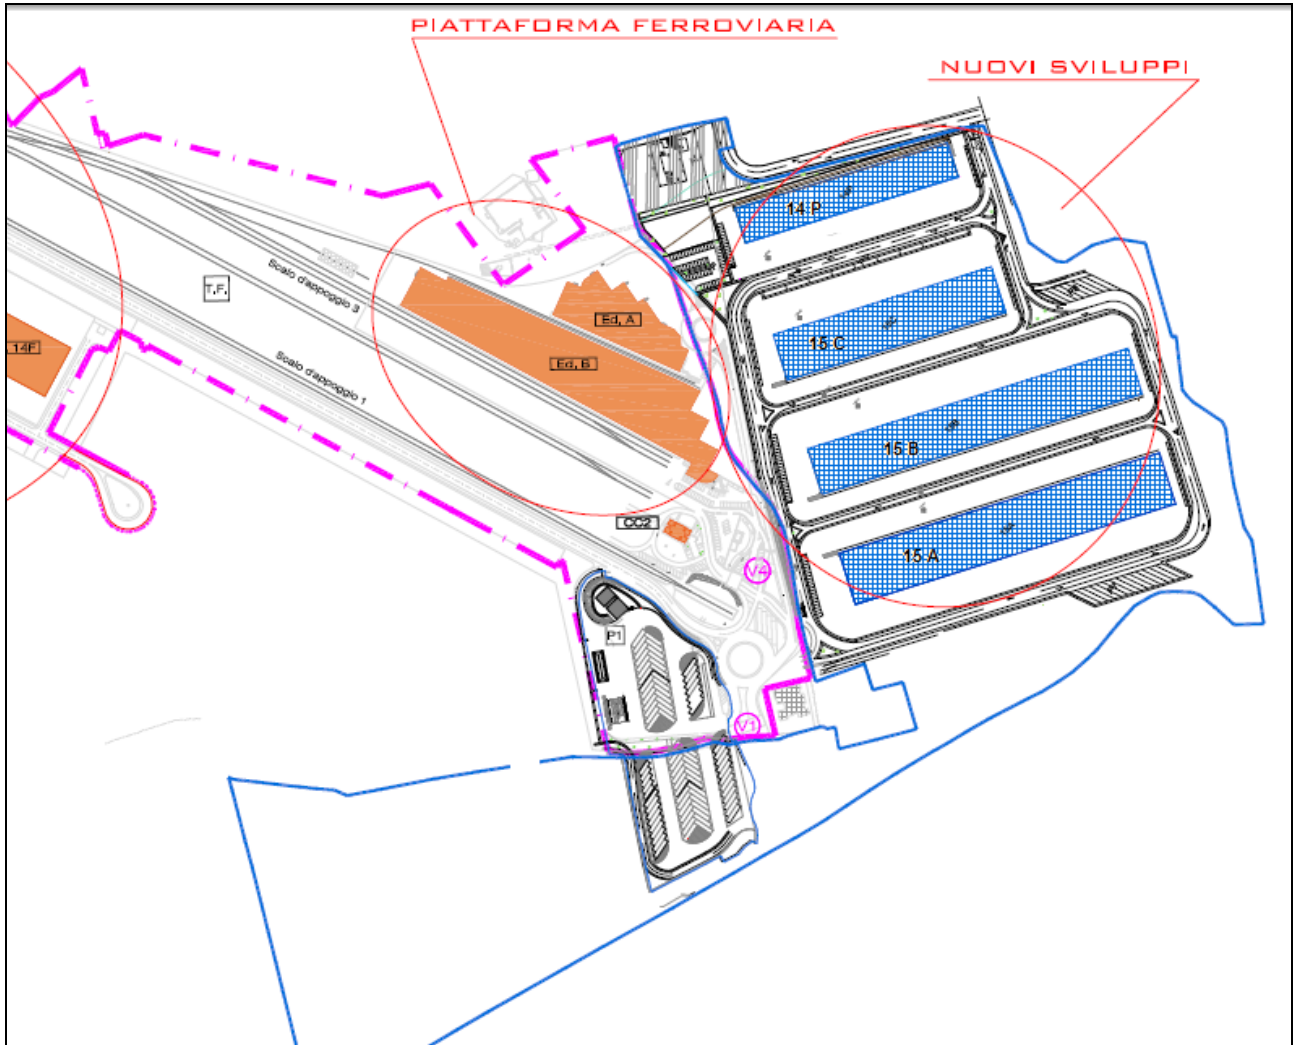 PIATTAFORMA FERROVIARIA
NUOVI SVILUPPI
14 P
Scalo d'appoggio 3
T.F.
Ed, A
15 C
14F
Ed, B
Scalo d'appoggio 1
15 B
CC2
15 A
V4
P1
V1